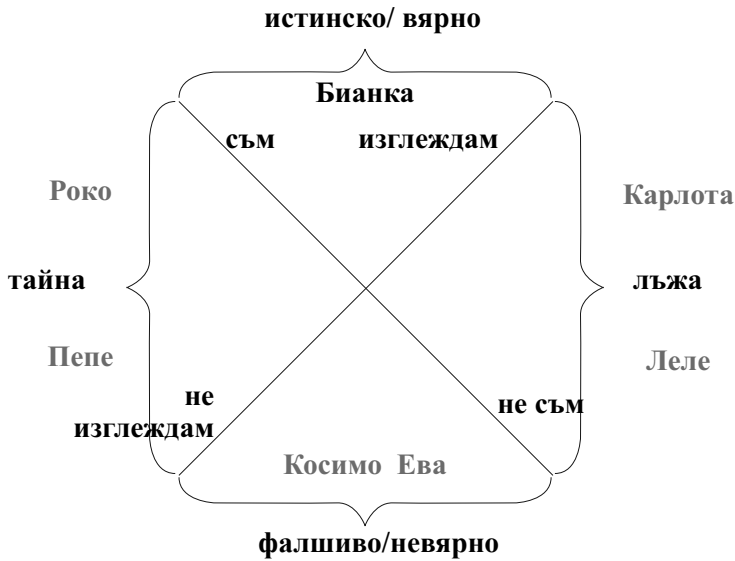 истинско/ вярно
Бианка
съм изглеждам
Роко
Карлота
тайна
лъжа
Пепе
Леле
не
изглеждам
не съм
Косимо Ева
фалшиво/невярно